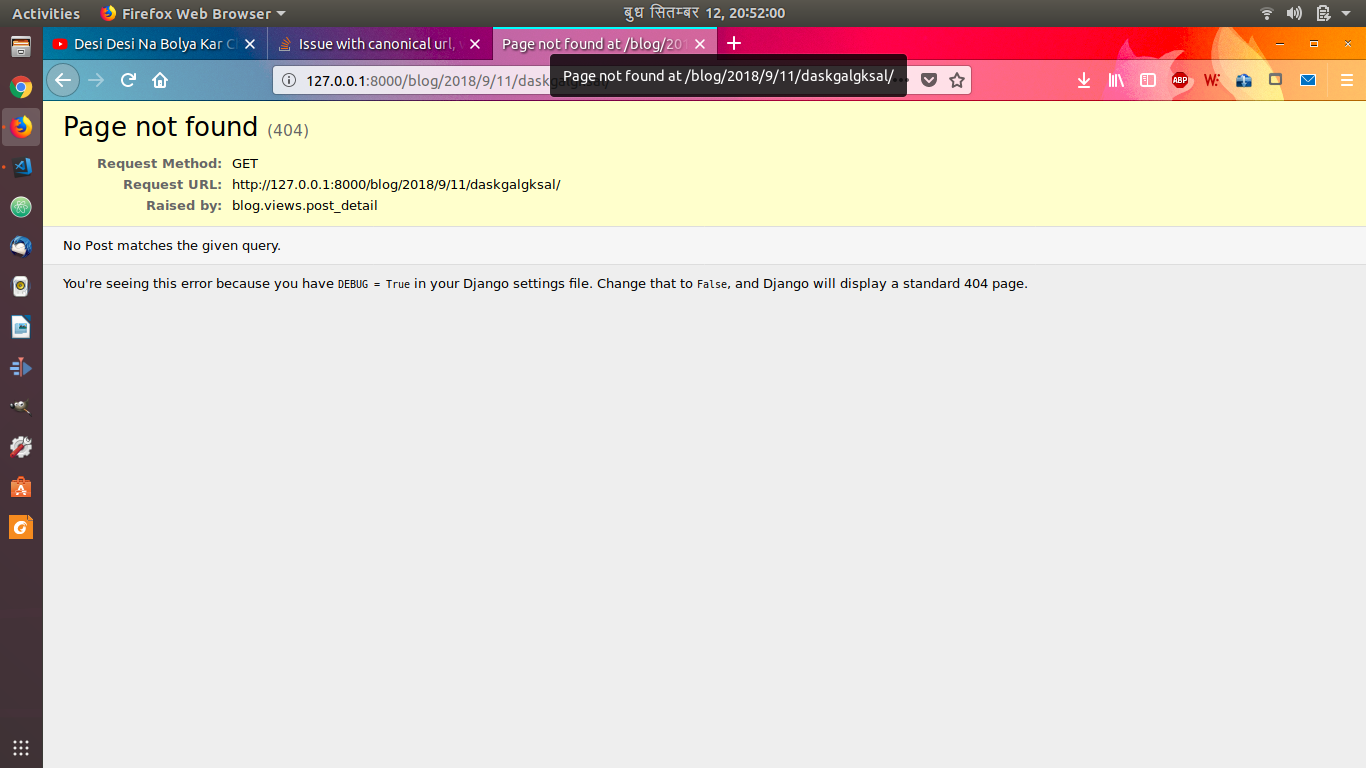 Activities Firefox Web Browser बुध सितम्बर 12, 20:52:00
Desi Desi Na Bolya Kar C Issue with canonical url, Page not found at /blog/20
127.0.0.1:8000/blog/2018/9/11/daskgalgksal/
Page not found at /blog/2018/9/11/daskgalgksal/
ABP W
Page not found (404)
Request Method: GET
Request URL: http://127.0.0.1:8000/blog/2018/9/11/daskgalgksal/
Raised by: blog.views.post_detail
No Post matches the given query.
You're seeing this error because you have DEBUG = True in your Django settings file. Change that to False, and Django will display a standard 404 page.